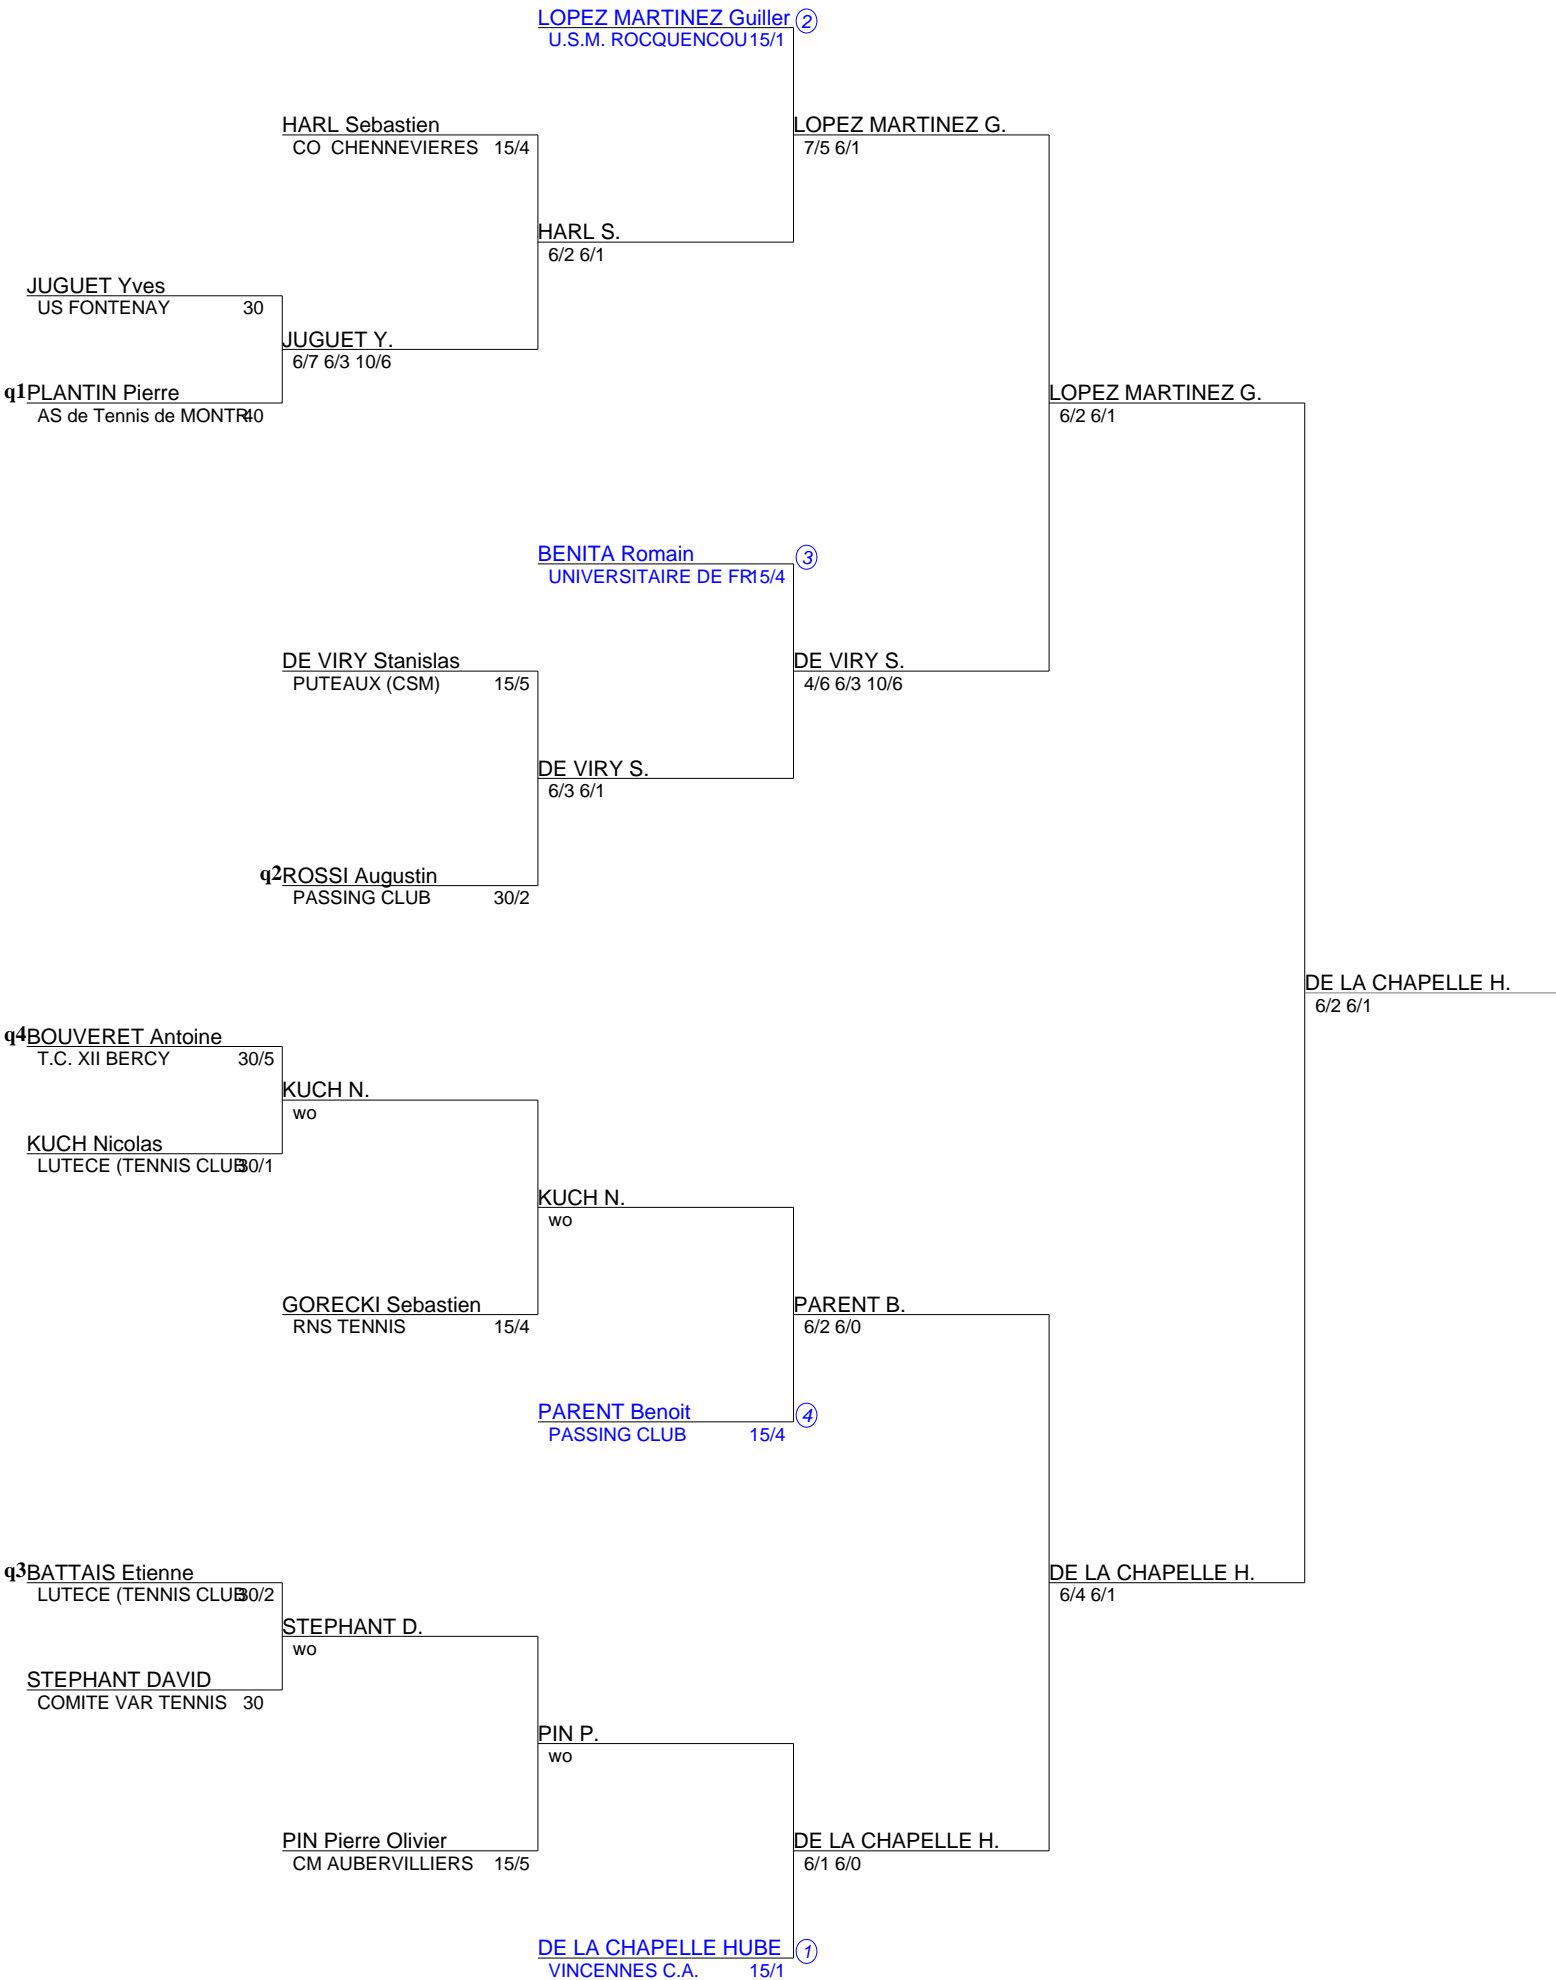 LOPEZ MARTINEZ Guiller 2
U.S.M. ROCQUENCOU 15/1
HARL Sebastien
CO CHENNEVIERES 15/4
LOPEZ MARTINEZ G.
7/5 6/1
HARL S.
6/2 6/1
JUGUET Yves
US FONTENAY 30
JUGUET Y.
6/7 6/3 10/6
q1 PLANTIN Pierre
AS de Tennis de MONTR 40
LOPEZ MARTINEZ G.
6/2 6/1
BENITA Romain 3
UNIVERSITAIRE DE FR 15/4
DE VIRY Stanislas
PUTEAUX (CSM) 15/5
DE VIRY S.
4/6 6/3 10/6
DE VIRY S.
6/3 6/1
q2 ROSSI Augustin
PASSING CLUB 30/2
DE LA CHAPELLE H.
6/2 6/1
q4 BOUVERET Antoine
T.C. XII BERCY 30/5
KUCH N.
wo
KUCH Nicolas
LUTECE (TENNIS CLUB 30/1
KUCH N.
wo
GORECKI Sebastien
RNS TENNIS 15/4
PARENT B.
6/2 6/0
PARENT Benoit 4
PASSING CLUB 15/4
q3 BATTAIS Etienne
LUTECE (TENNIS CLUB 30/2
DE LA CHAPELLE H.
6/4 6/1
STEPHANT D.
wo
STEPHANT DAVID
COMITE VAR TENNIS 30
PIN P.
wo
PIN Pierre Olivier
CM AUBERVILLIERS 15/5
DE LA CHAPELLE H.
6/1 6/0
DE LA CHAPELLE HUBE 1
VINCENNES C.A. 15/1